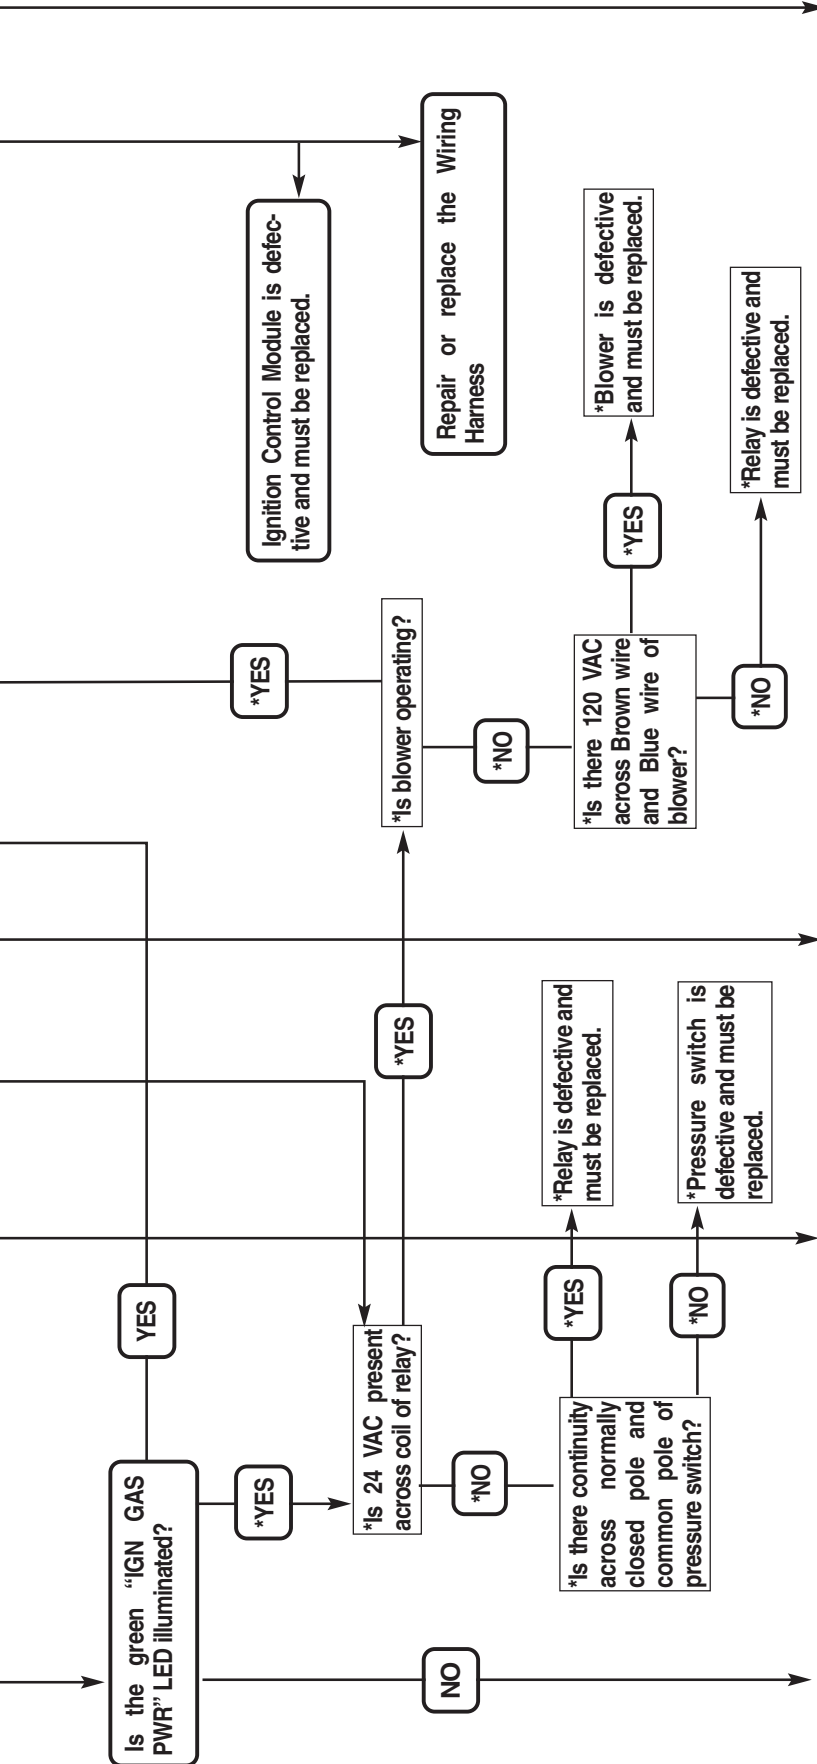 Is the green “IGN GAS
PWR” LED illuminated?
YES
*YES
NO
*Is 24 VAC present
across coil of relay?
*YES
*NO
*Is there continuity
across normally
closed pole and
common pole of
pressure switch?
*YES
*NO
*Relay is defective and
must be replaced.
*Pressure switch is
defective and must be
replaced.
*Is blower operating?
*YES
*NO
*Is there 120 VAC
across Brown wire
and Blue wire of
blower?
*YES
*NO
*Blower is defective
and must be replaced.
*Relay is defective and
must be replaced.
Ignition Control Module is defec-
tive and must be replaced.
Repair or replace the Wiring
Harness